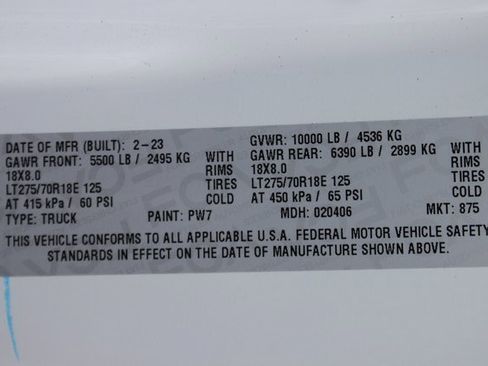 DATE OF MFR (BUILT): 2-23 GVWR: 10000 LB / 4536 KG
GAWR FRONT: 5500 LB / 2495 KG WITH GAWR REAR: 6390 LB / 2899 KG WITH
18X8.0 RIMS 18X8.0 RIMS
LT275/70R18E 125 TIRES LT275/70R18E 125 TIRES
AT 415 kPa / 60 PSI COLD AT 450 kPa / 65 PSI COLD
TYPE: TRUCK PAINT: PW7 MDH: 020406 MKT: 875
THIS VEHICLE CONFORMS TO ALL APPLICABLE U.S.A. FEDERAL MOTOR VEHICLE SAFETY
STANDARDS IN EFFECT ON THE DATE OF MANUFACTURE SHOWN ABOVE.